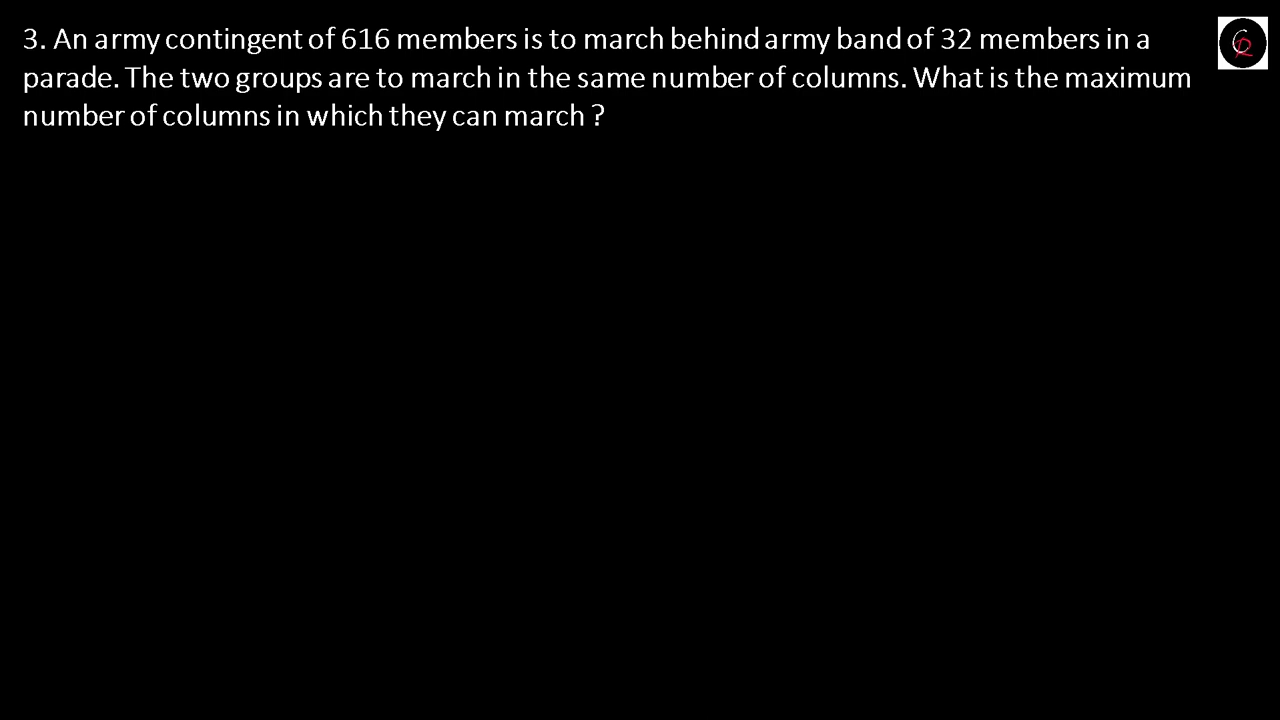 3. An army contingent of 616 members is to march behind army band of 32 members in a
parade. The two groups are to march in the same number of columns. What is the maximum
number of columns in which they can march ?